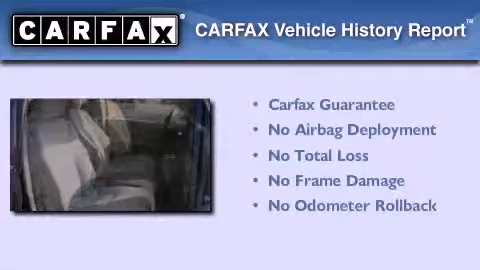 CARFAX®
CARFAX Vehicle History Report™
• Carfax Guarantee
• No Airbag Deployment
• No Total Loss
• No Frame Damage
• No Odometer Rollback